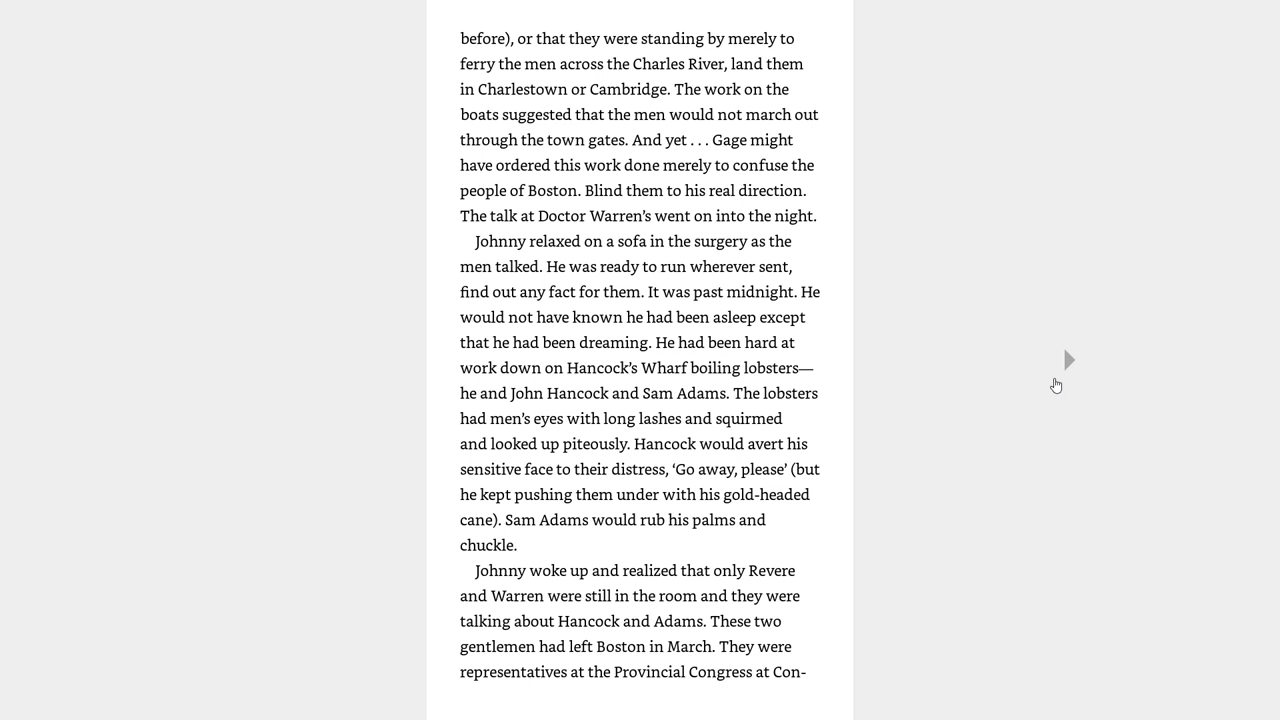 before), or that they were standing by merely to
ferry the men across the Charles River, land them
in Charlestown or Cambridge. The work on the
boats suggested that the men would not march out
through the town gates. And yet . . . Gage might
have ordered this work done merely to confuse the
people of Boston. Blind them to his real direction.
The talk at Doctor Warren’s went on into the night.
Johnny relaxed on a sofa in the surgery as the
men talked. He was ready to run wherever sent,
find out any fact for them. It was past midnight. He
would not have known he had been asleep except
that he had been dreaming. He had been hard at
work down on Hancock’s Wharf boiling lobsters—
he and John Hancock and Sam Adams. The lobsters
had men’s eyes with long lashes and squirmed
and looked up piteously. Hancock would avert his
sensitive face to their distress, ‘Go away, please’ (but
he kept pushing them under with his gold-headed
cane). Sam Adams would rub his palms and
chuckle.
Johnny woke up and realized that only Revere
and Warren were still in the room and they were
talking about Hancock and Adams. These two
gentlemen had left Boston in March. They were
representatives at the Provincial Congress at Con-